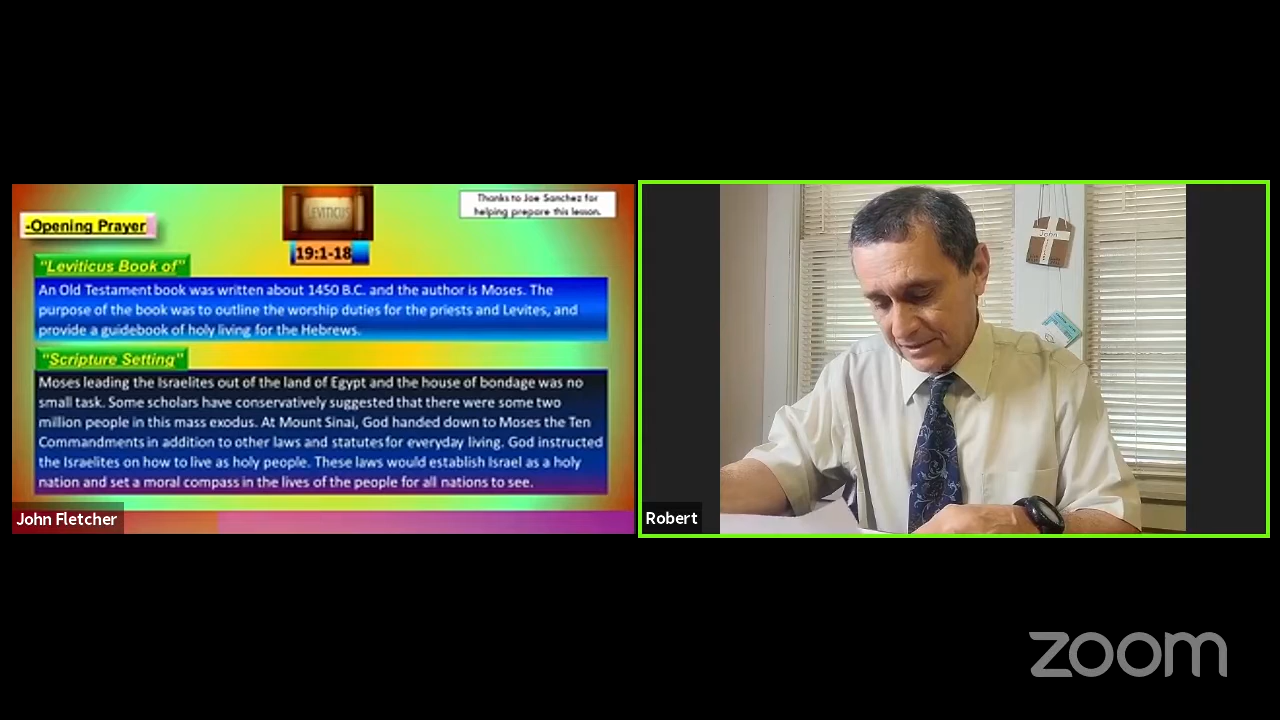 -Opening Prayer
LEVITICUS
19:1-18
Thanks to Joe Sanchez for
helping prepare this lesson.
"Leviticus Book of"
An Old Testament book was written about 1450 B.C. and the author is Moses. The
purpose of the book was to outline the worship duties for the priests and Levites, and
provide a guidebook of holy living for the Hebrews.
"Scripture Setting"
Moses leading the Israelites out of the land of Egypt and the house of bondage was no
small task. Some scholars have conservatively suggested that there were some two
million people in this mass exodus. At Mount Sinai, God handed down to Moses the Ten
Commandments in addition to other laws and statutes for everyday living. God instructed
the Israelites on how to live as holy people. These laws would establish Israel as a holy
nation and set a moral compass in the lives of the people for all nations to see.
John Fletcher
John
Robert
zoom